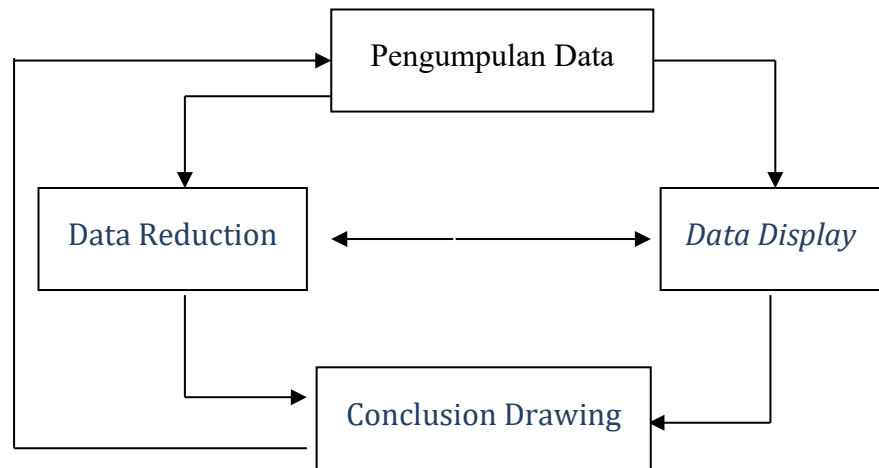 Pengumpulan Data
Data Reduction
Data Display
Conclusion Drawing